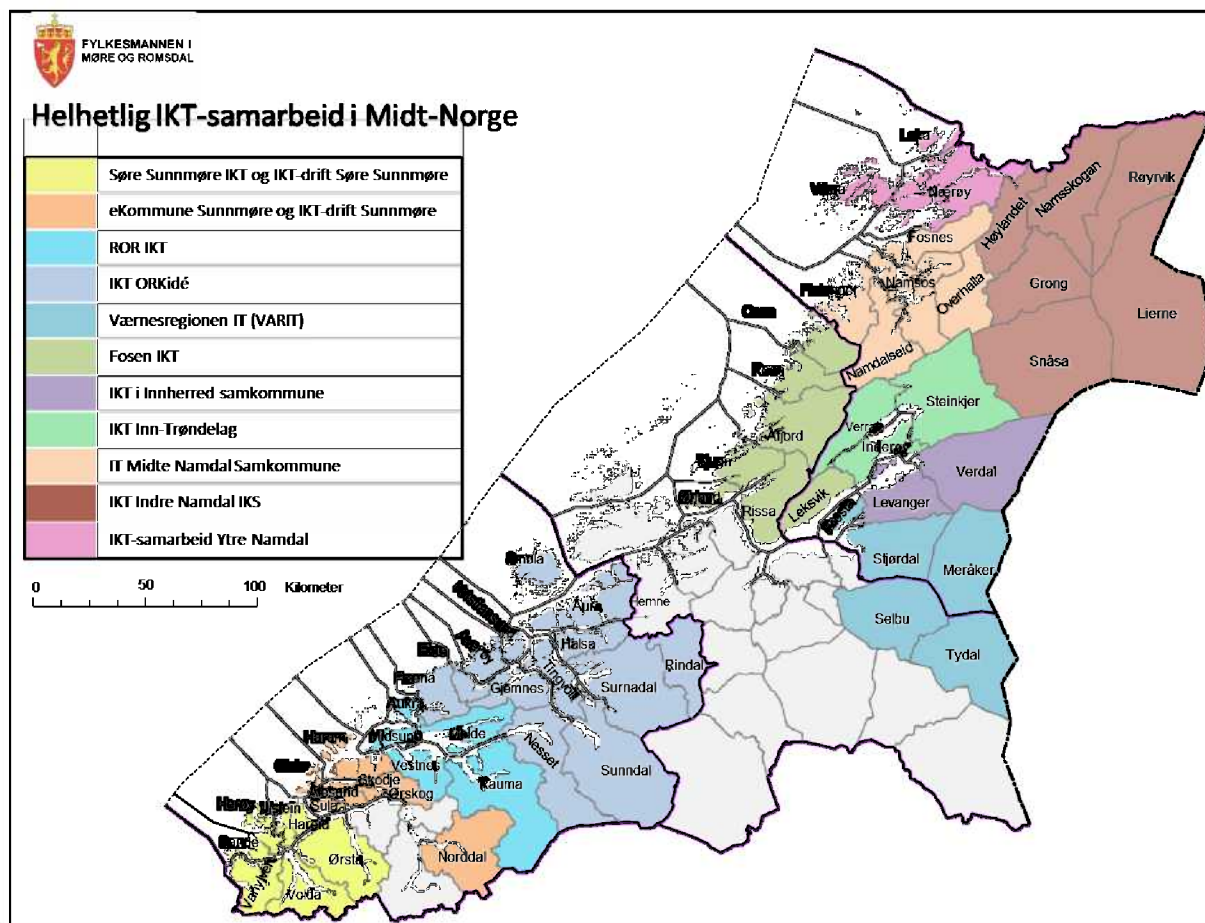 FYLKESMANNEN I
MØRE OG ROMSDAL
Helhetlig IKT-samarbeid i Midt-Norge
Søre Sunnmøre IKT og IKT-drift Søre Sunnmøre
eKommune Sunnmøre og IKT-drift Sunnmøre
ROR IKT
IKT ORKidé
Værnesregionen IT (VARIT)
Fosen IKT
IKT i Innherred samkommune
IKT Inn-Trøndelag
IT Midte Namdal Samkommune
IKT Indre Namdal IKS
IKT-samarbeid Ytre Namdal
0 50 100 Kilometer
Leka
Vikna
Nærøy
Høylandet
Namsskogan
Røyrvik
Fosnes
Namsos
Overhalla
Grong
Lierne
Namdalseid
Snåsa
Roan
Steinkjer
Åfjord
Verdal
Rissa
Leksvik
Levanger
Stjørdal
Meråker
Selbu
Tydal
Smøla
Aure
Hemne
Halsa
Rindal
Tingvoll
Gjemnes
Surnadal
Aukra
Midsund
Molde
Nesset
Sunndal
Vestnes
Rauma
Skodje
Ørskog
Sula
Hareid
Norddal
Ørsta
Volda
Vanylven